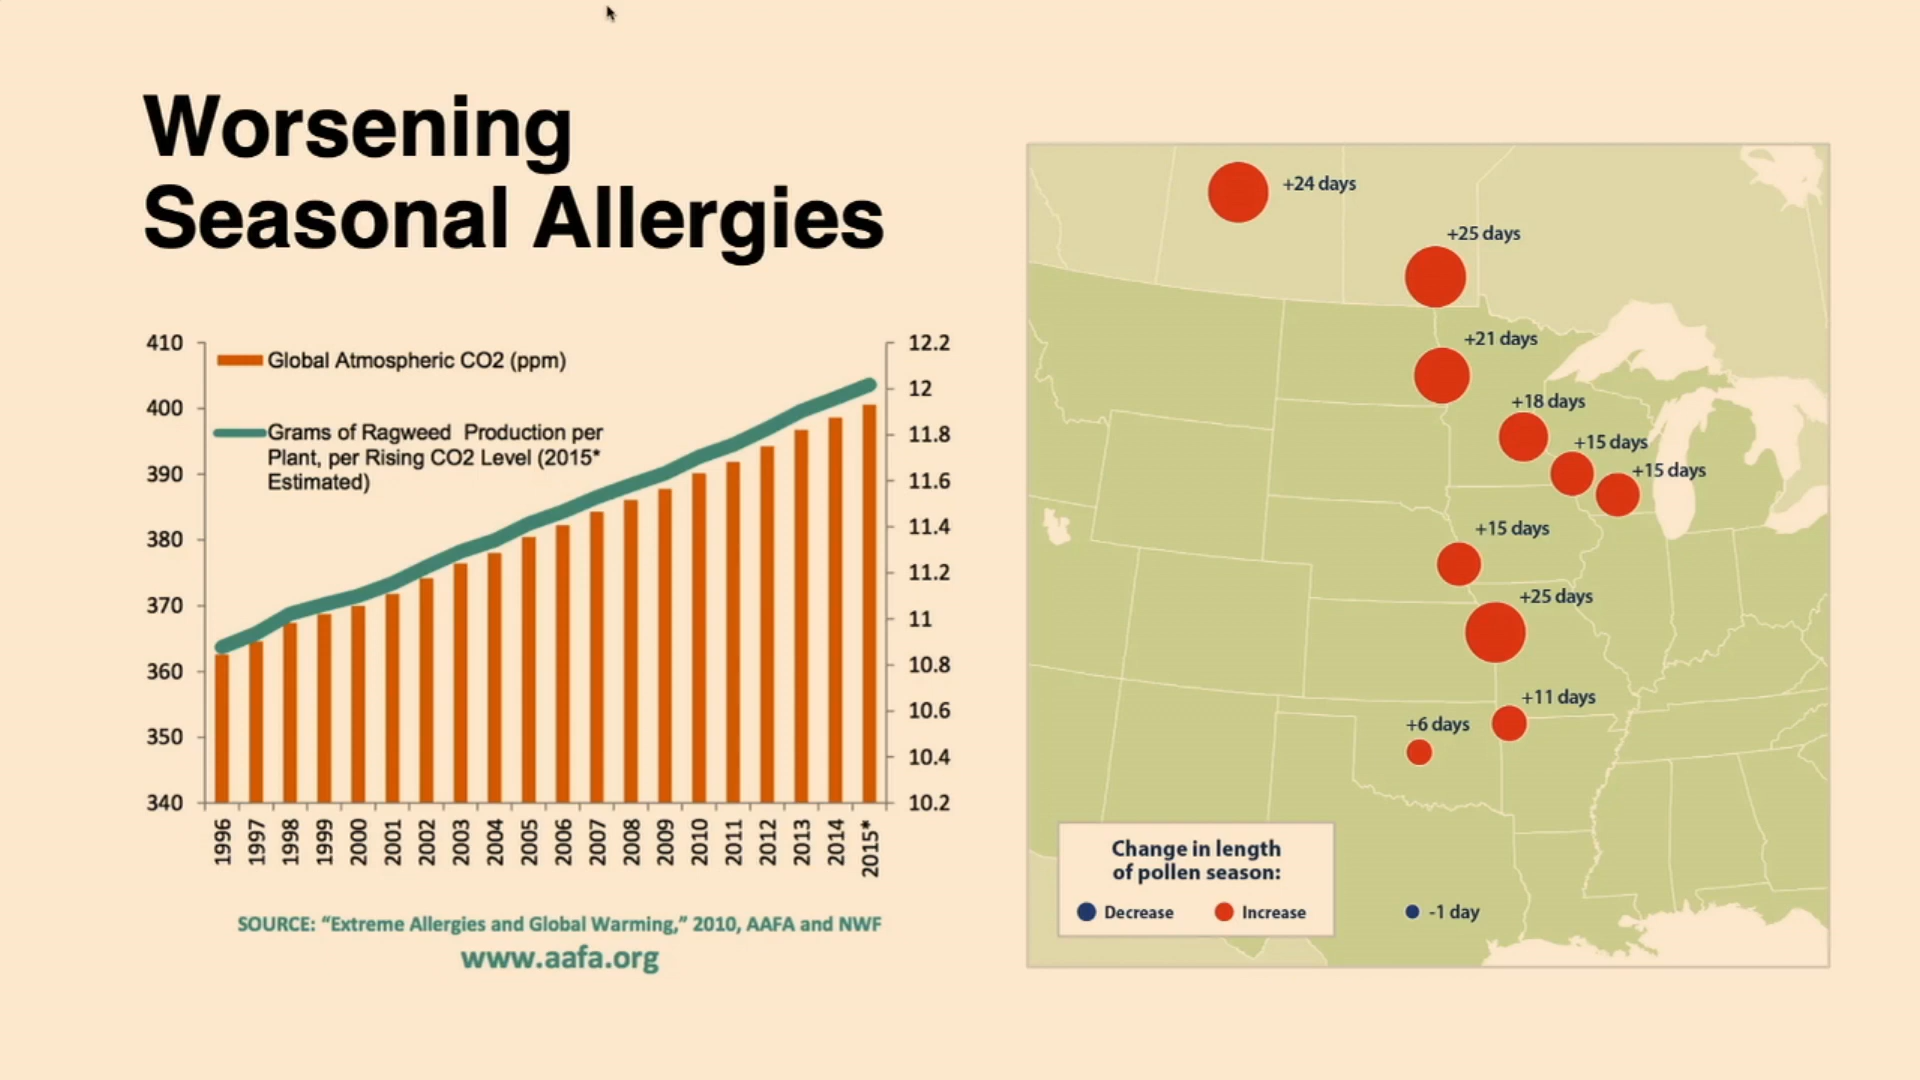 Worsening
Seasonal Allergies
410
400
390
380
370
360
350
340
Global Atmospheric CO2 (ppm)
Grams of Ragweed Production per
Plant, per Rising CO2 Level (2015*
Estimated)
12.2
12
11.8
11.6
11.4
11.2
11
10.8
10.6
10.4
10.2
1996
1997
1998
1999
2000
2001
2002
2003
2004
2005
2006
2007
2008
2009
2010
2011
2012
2013
2014
2015*
SOURCE: “Extreme Allergies and Global Warming,” 2010, AAFA and NWF
www.aafa.org
+24 days
+25 days
+21 days
+18 days
+15 days
+15 days
+15 days
+25 days
+11 days
+6 days
-1 day
Change in length
of pollen season:
Decrease
Increase